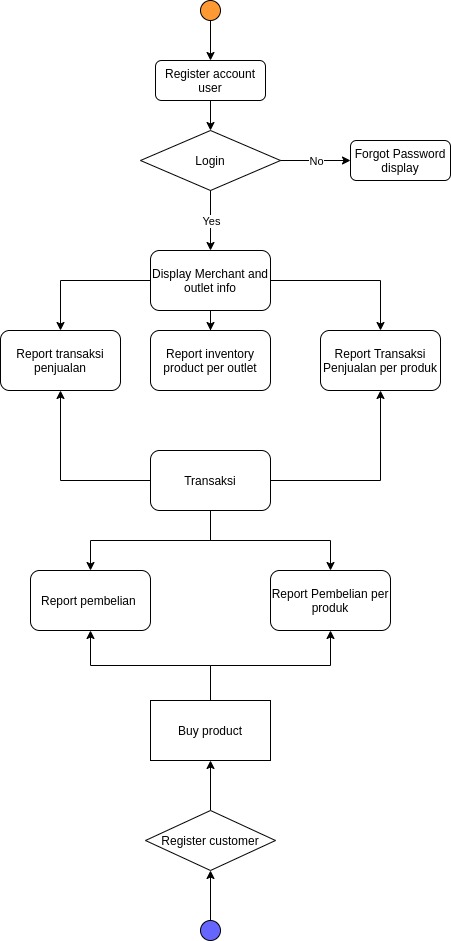 Register account
user
Login
No
Forgot Password
display
Yes
Display Merchant and
outlet info
Report transaksi
penjualan
Report inventory
product per outlet
Report Transaksi
Penjualan per produk
Transaksi
Report pembelian
Report Pembelian per
produk
Buy product
Register customer